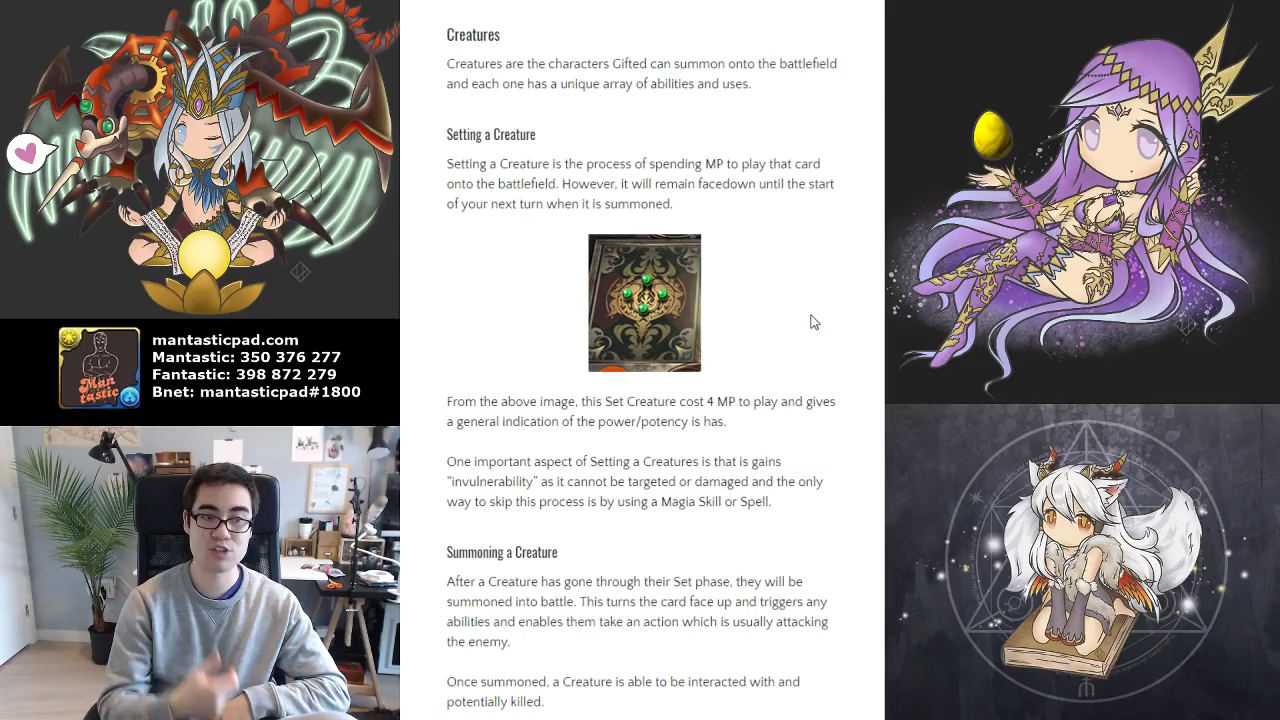 mantasticpad.com
Mantastic: 350 376 277
Fantastic: 398 872 279
Bnet: mantasticpad#1800
Man
tastic
Creatures
Creatures are the characters Gifted can summon onto the battlefield
and each one has a unique array of abilities and uses.
Setting a Creature
Setting a Creature is the process of spending MP to play that card
onto the battlefield. However, it will remain facedown until the start
of your next turn when it is summoned.
From the above image, this Set Creature cost 4 MP to play and gives
a general indication of the power/potency is has.
One important aspect of Setting a Creatures is that is gains
“invulnerability” as it cannot be targeted or damaged and the only
way to skip this process is by using a Magia Skill or Spell.
Summoning a Creature
After a Creature has gone through their Set phase, they will be
summoned into battle. This turns the card face up and triggers any
abilities and enables them take an action which is usually attacking
the enemy.
Once summoned, a Creature is able to be interacted with and
potentially killed.